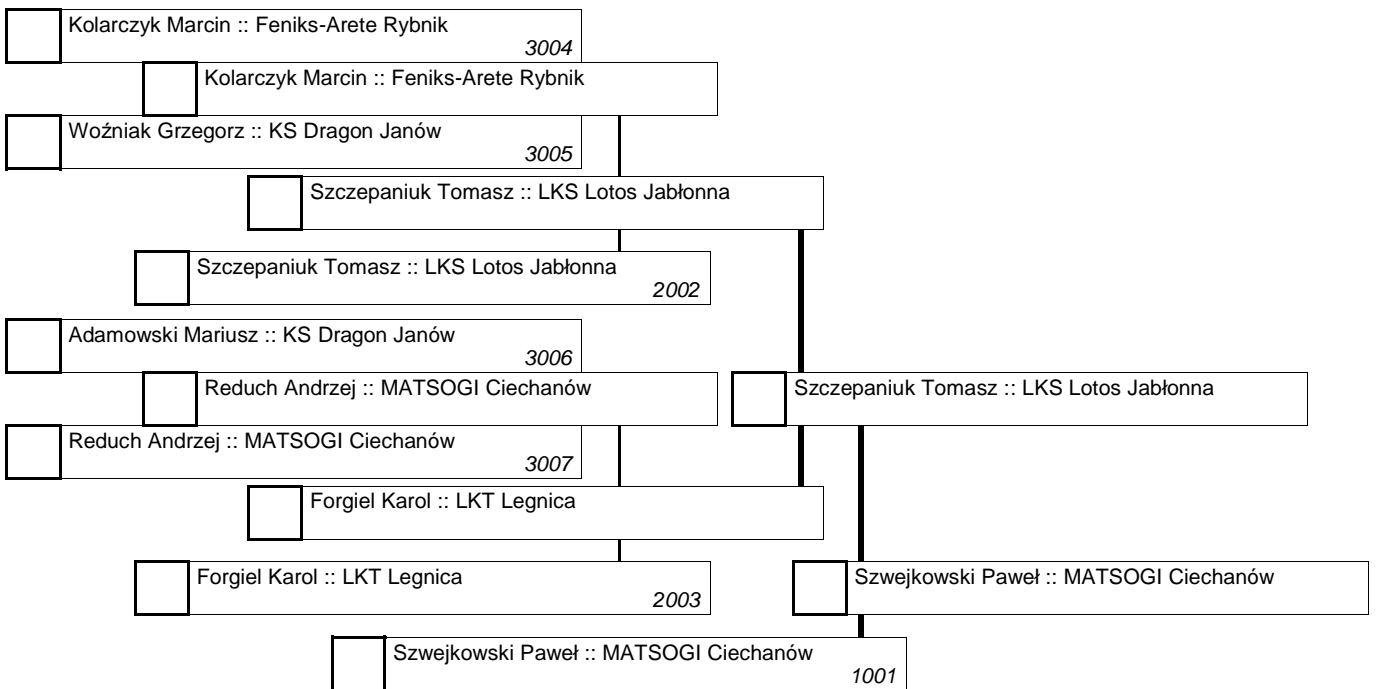 Kolarczyk Marcin :: Feniks-Arete Rybnik
3004
Kolarczyk Marcin :: Feniks-Arete Rybnik
Woźniak Grzegorz :: KS Dragon Janów
3005
Szczepaniuk Tomasz :: LKS Lotos Jabłonna
Szczepaniuk Tomasz :: LKS Lotos Jabłonna
2002
Adamowski Mariusz :: KS Dragon Janów
3006
Reduch Andrzej :: MATSOGI Ciechanów
Szczepaniuk Tomasz :: LKS Lotos Jabłonna
Reduch Andrzej :: MATSOGI Ciechanów
3007
Forgiel Karol :: LKT Legnica
Forgiel Karol :: LKT Legnica
2003
Szwejkowski Paweł :: MATSOGI Ciechanów
Szwejkowski Paweł :: MATSOGI Ciechanów
1001